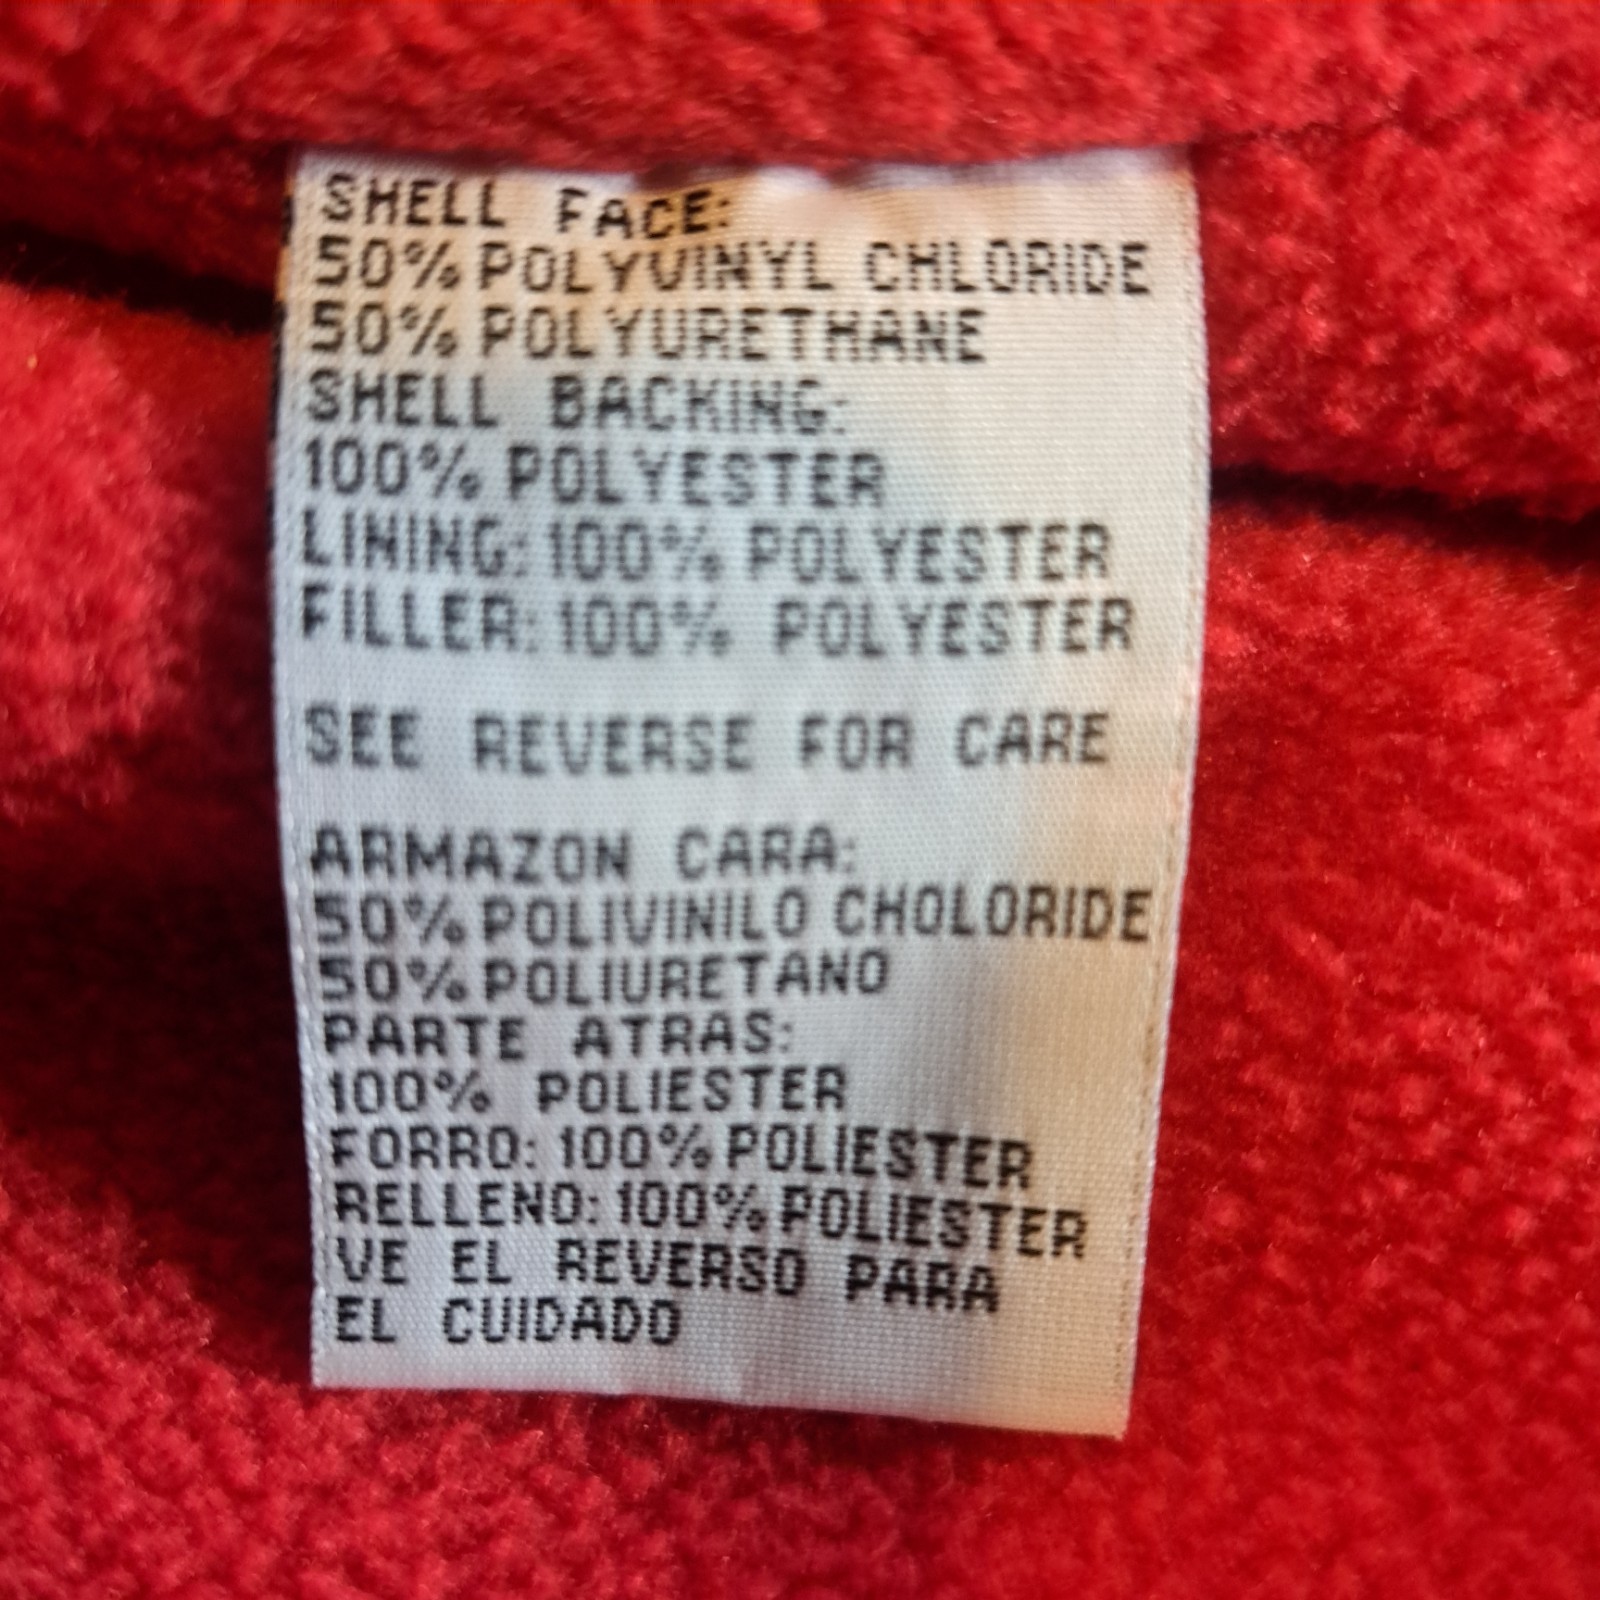 SHELL FACE:
50% POLYVINYL CHLORIDE
50% POLYURETHANE
SHELL BACKING:
100% POLYESTER
LINING: 100% POLYESTER
FILLER: 100% POLYESTER
SEE REVERSE FOR CARE
ARMAZON CARA:
50% POLIVINILO CHOLORIDE
50% POLIURETANO
PARTE ATRAS:
100% POLIESTER
FORRO: 100% POLIESTER
RELLENO: 100% POLIESTER
VE EL REVERSO PARA
EL CUIDADO